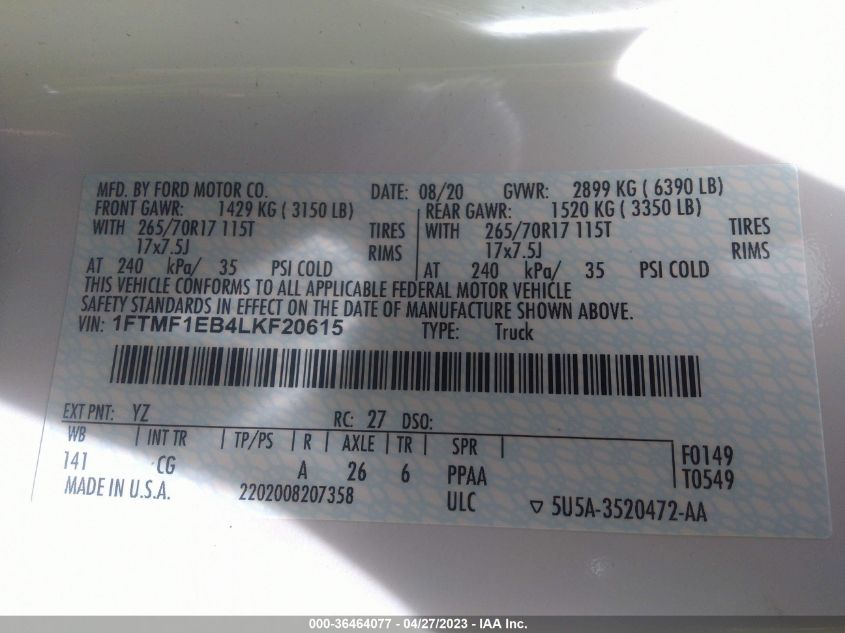 MFD. BY FORD MOTOR CO. DATE: 08/20 GVWR: 2899 KG ( 6390 LB)
FRONT GAWR: 1429 KG ( 3150 LB) REAR GAWR: 1520 KG ( 3350 LB)
WITH 265/70R17 115T TIRES WITH 265/70R17 115T TIRES
17x7.5J RIMS 17x7.5J RIMS
AT 240 kPa/ 35 PSI COLD AT 240 kPa/ 35 PSI COLD
THIS VEHICLE CONFORMS TO ALL APPLICABLE FEDERAL MOTOR VEHICLE
SAFETY STANDARDS IN EFFECT ON THE DATE OF MANUFACTURE SHOWN ABOVE.
VIN: 1FTMF1EB4LKF20615 TYPE: Truck
EXT PNT: YZ RC: 27 DSO:
WB INT TR TP/PS R AXLE TR SPR F0149
141 CG A 26 6 PPAA T0549
MADE IN U.S.A. 2202008207358 ULC ▽ 5U5A-3520472-AA
000-36464077 - 04/27/2023 - IAA Inc.